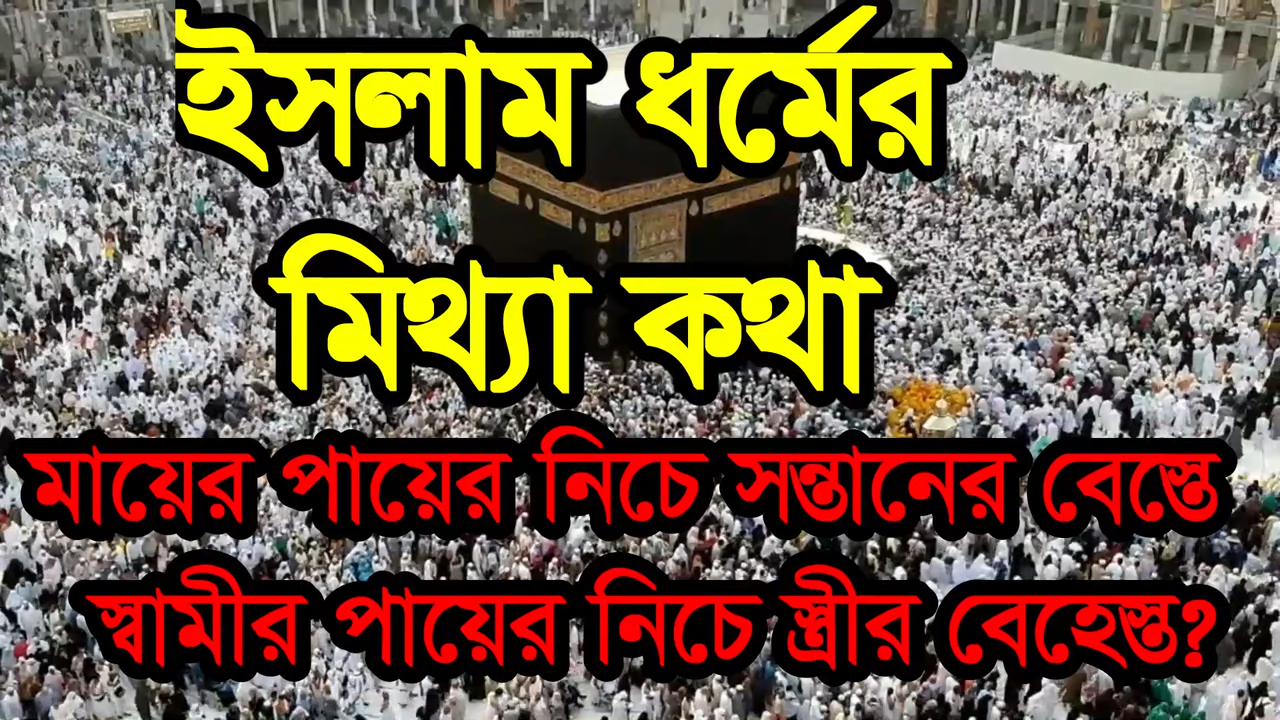 ইসলাম ধর্মের
মিথ্যা কথা
মায়ের পায়ের নিচে সন্তানের বেস্তে
স্বামীর পায়ের নিচে স্ত্রীর বেহেস্ত?